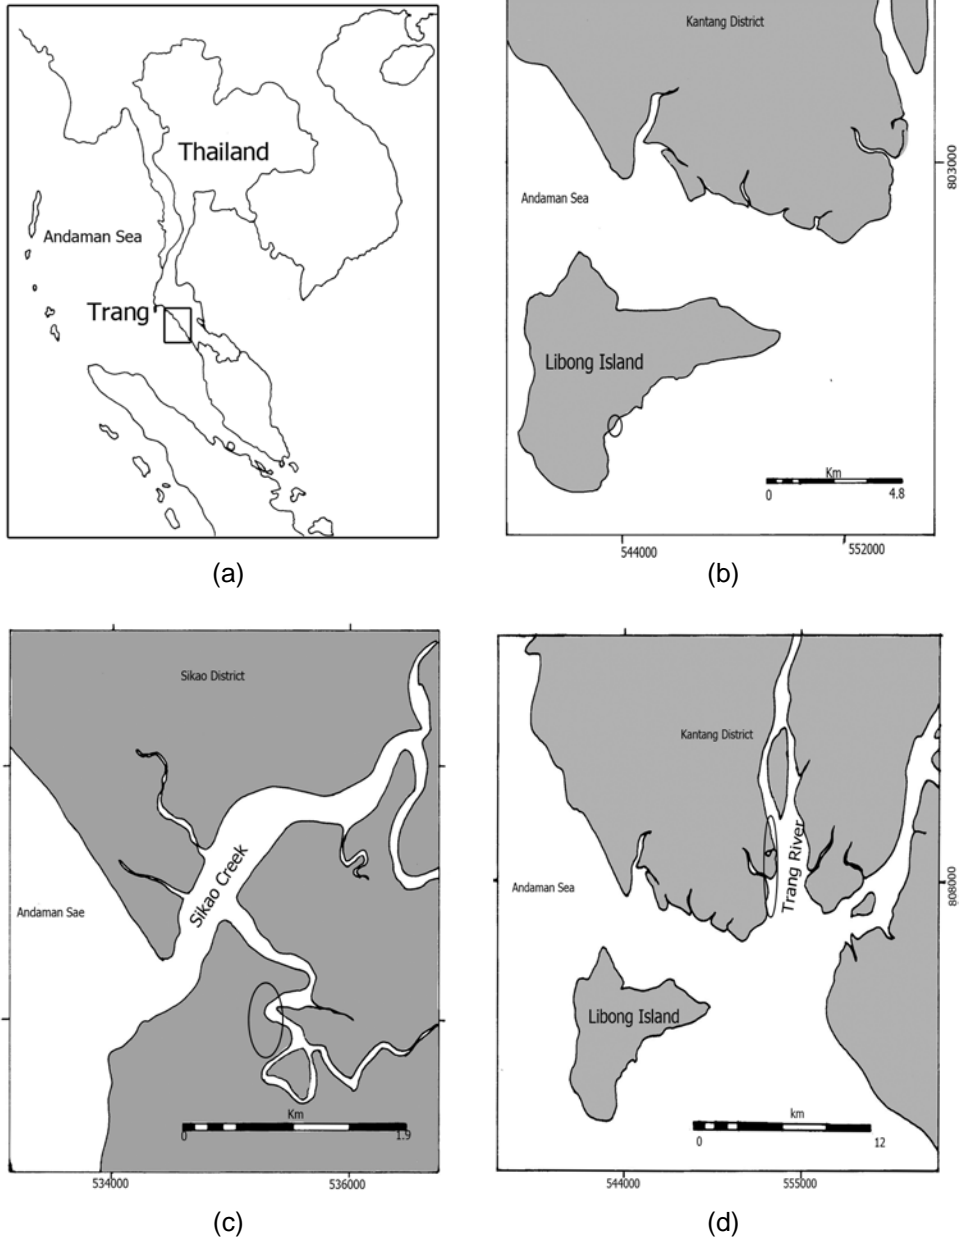 Thailand
Andaman Sea
Trang
(a)
Kantang District
803000
Andaman Sea
Libong Island
Km
0
4.8
544000
552000
(b)
Sikao District
Sikao Creek
Andaman Sae
Km
0
1.9
534000
536000
(c)
Kantang District
Trang River
Andaman Sea
808000
Libong Island
km
0
12
544000
555000
(d)